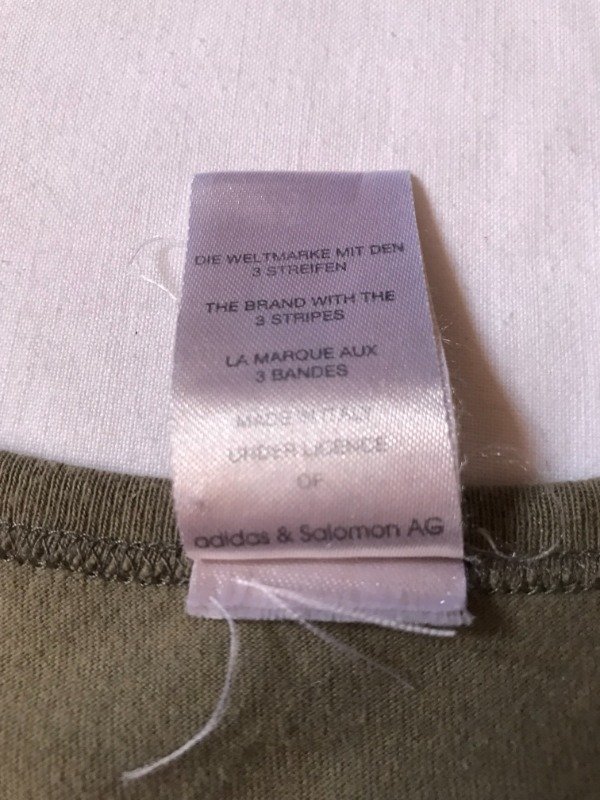 DIE WELTMARKE MIT DEN
3 STREIFEN
THE BRAND WITH THE
3 STRIPES
LA MARQUE AUX
3 BANDES
MADE IN ITALY
UNDER LICENCE
OF
adidas & Salomon AG